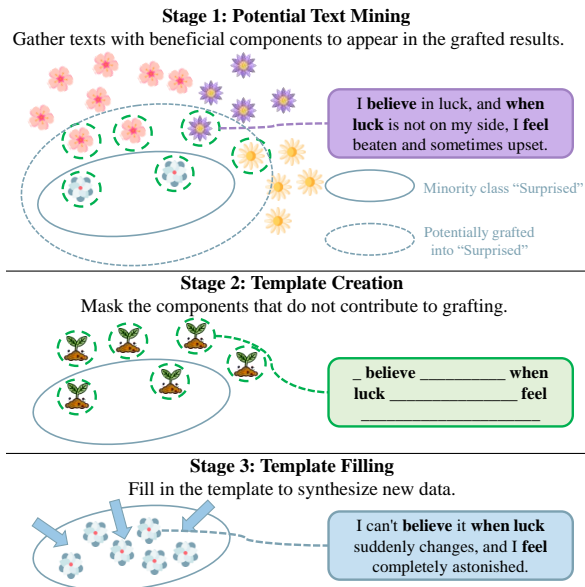 Stage 1: Potential Text Mining
Gather texts with beneficial components to appear in the grafted results.
I believe in luck, and when
luck is not on my side, I feel
beaten and sometimes upset.
Minority class “Surprised”
Potentially grafted
into “Surprised”
Stage 2: Template Creation
Mask the components that do not contribute to grafting.
_ believe __________ when
luck _______________ feel
_____________________
Stage 3: Template Filling
Fill in the template to synthesize new data.
I can't believe it when luck
suddenly changes, and I feel
completely astonished.